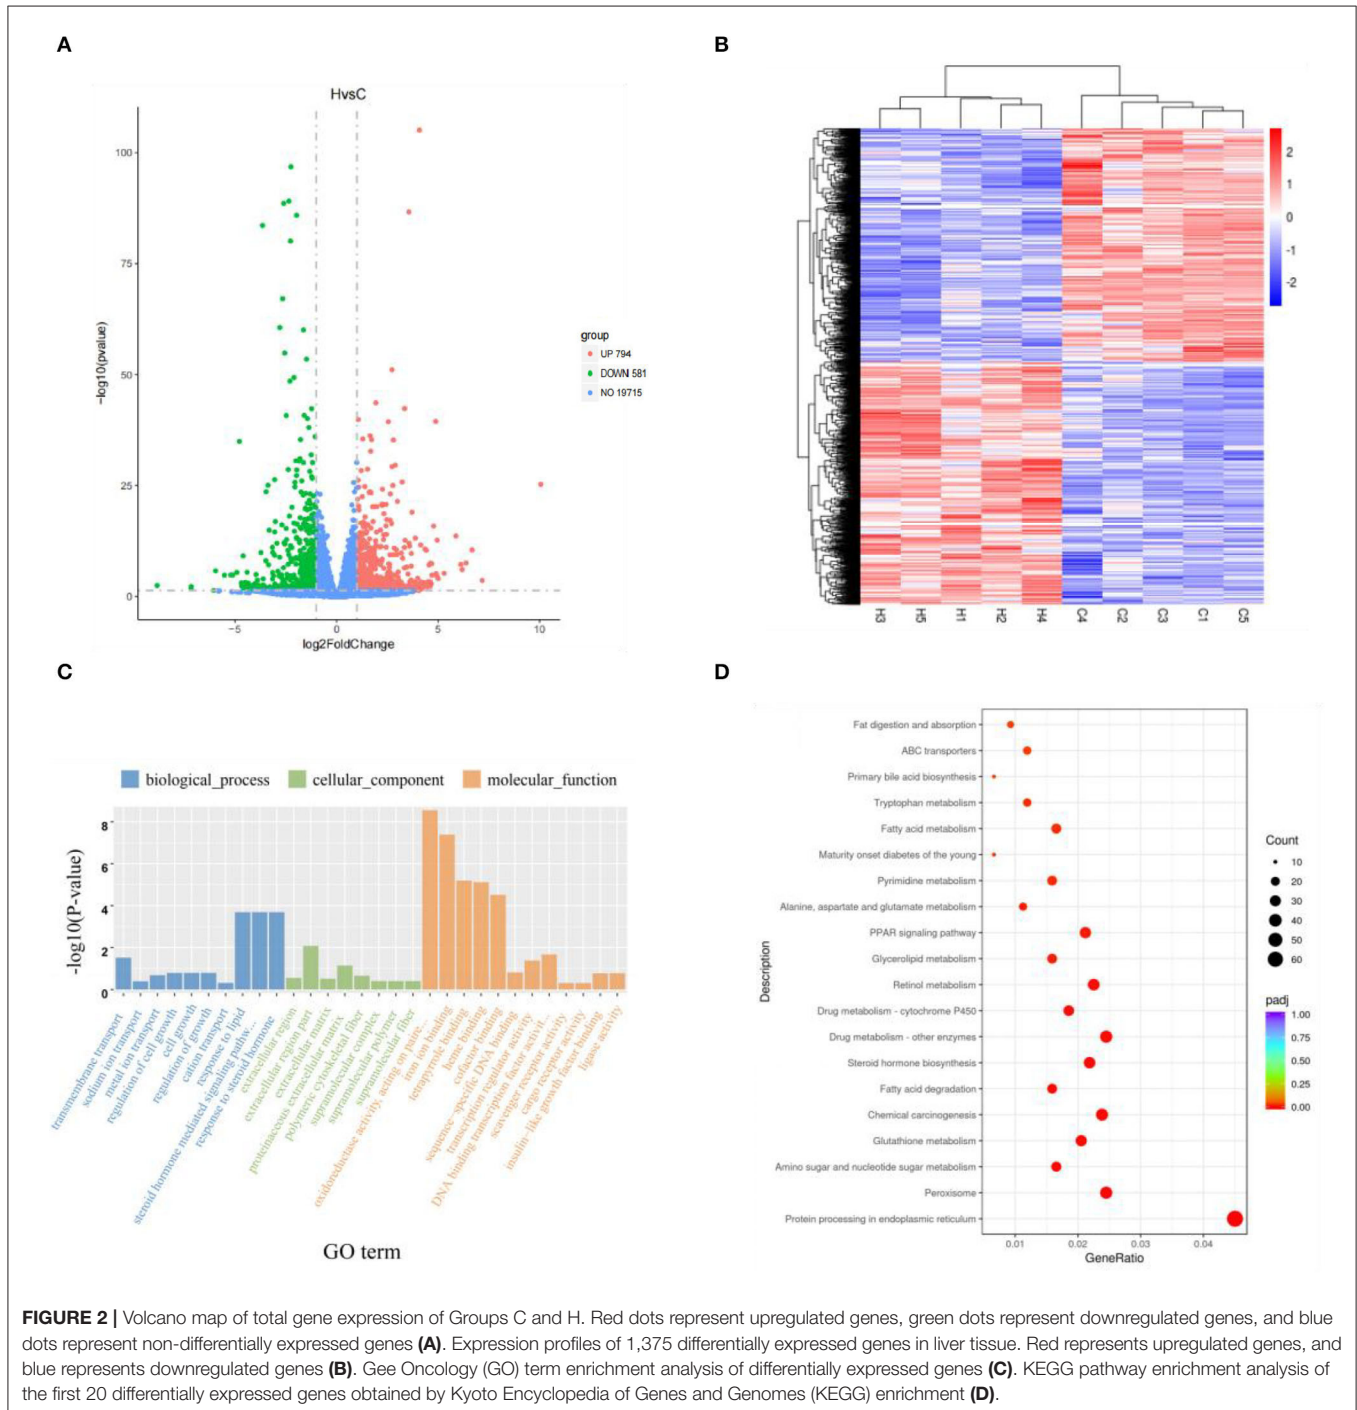 A
HvsC
100
75
50
25
0
−log10(pvalue)
−5
0
5
10
log2FoldChange
group
UP 794
DOWN 581
NO 19715
B
2
1
0
-1
-2
H3
H5
H1
H2
H4
C4
C2
C3
C1
C5
C
biological_process
cellular_component
molecular_function
8
6
4
2
0
-log10(P-value)
transmembrane transport
sodium ion transport
metal ion transport
regulation of cell growth
cell growth
regulation of growth
cation transport
response to lipid
steroid hormone mediated signaling pathw...
response to steroid hormone
extracellular region
extracellular region part
extracellular matrix
proteinaceous extracellular matrix
polymeric cytoskeletal fiber
supramolecular complex
supramolecular polymer
supramolecular fiber
oxidoreductase activity, acting on paire...
iron ion binding
tetrapyrrole binding
heme binding
cofactor binding
sequence-specific DNA binding
transcription regulator activity
DNA binding transcription factor activit...
scavenger receptor activity
cargo receptor activity
insulin-like growth factor binding
ligase activity
GO term
D
Description
Fat digestion and absorption
ABC transporters
Primary bile acid biosynthesis
Tryptophan metabolism
Fatty acid metabolism
Maturity onset diabetes of the young
Pyrimidine metabolism
Alanine, aspartate and glutamate metabolism
PPAR signaling pathway
Glycerolipid metabolism
Retinol metabolism
Drug metabolism - cytochrome P450
Drug metabolism - other enzymes
Steroid hormone biosynthesis
Fatty acid degradation
Chemical carcinogenesis
Glutathione metabolism
Amino sugar and nucleotide sugar metabolism
Peroxisome
Protein processing in endoplasmic reticulum
0.01
0.02
0.03
0.04
GeneRatio
Count
10
20
30
40
50
60
padj
1.00
0.75
0.50
0.25
0.00
FIGURE 2 | Volcano map of total gene expression of Groups C and H. Red dots represent upregulated genes, green dots represent downregulated genes, and blue
dots represent non-differentially expressed genes (A). Expression profiles of 1,375 differentially expressed genes in liver tissue. Red represents upregulated genes, and
blue represents downregulated genes (B). Gee Oncology (GO) term enrichment analysis of differentially expressed genes (C). KEGG pathway enrichment analysis of
the first 20 differentially expressed genes obtained by Kyoto Encyclopedia of Genes and Genomes (KEGG) enrichment (D).